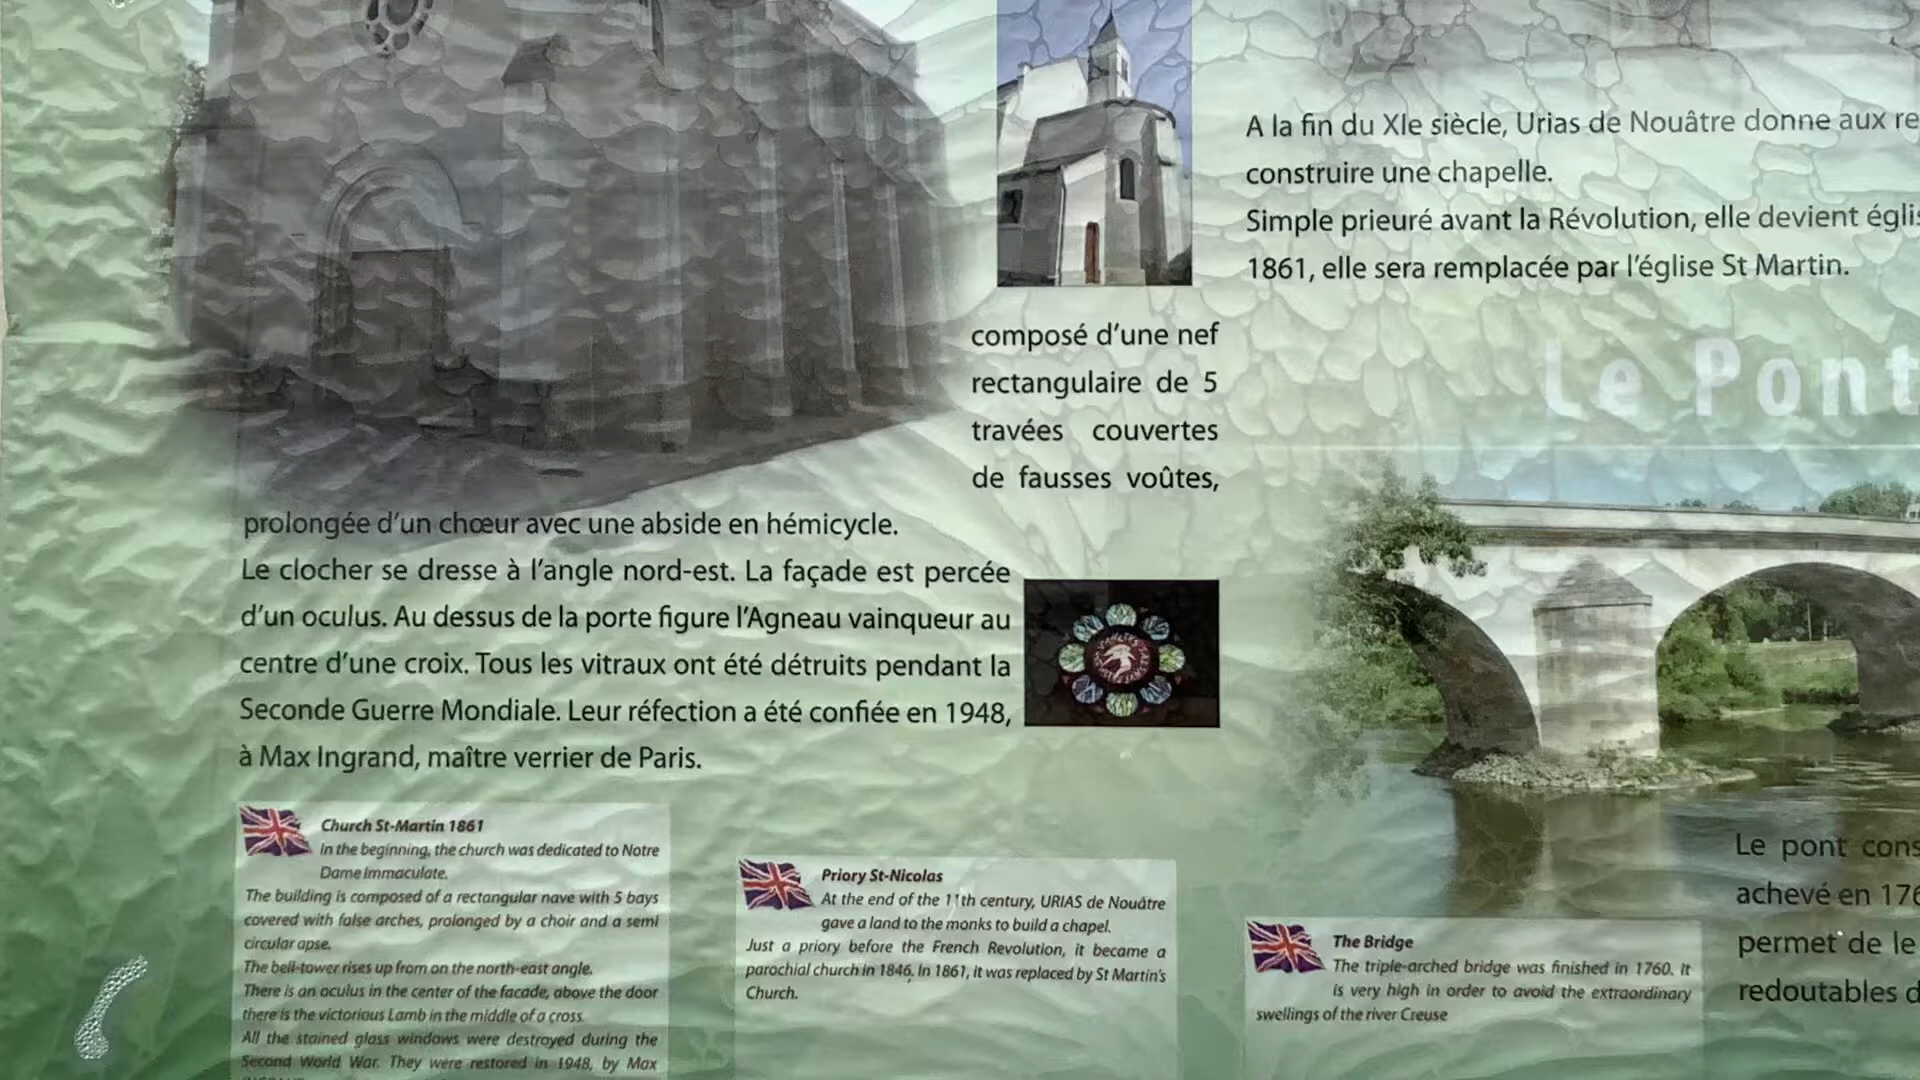 A la fin du XIe siècle, Urias de Nouâtre donne aux re
construire une chapelle.
Simple prieuré avant la Révolution, elle devient églis
1861, elle sera remplacée par l'église St Martin.
composé d'une nef
rectangulaire de 5
travées couvertes
de fausses voûtes,
prolongée d'un chœur avec une abside en hémicycle.
Le clocher se dresse à l'angle nord-est. La façade est percée
d'un oculus. Au dessus de la porte figure l'Agneau vainqueur au
centre d'une croix. Tous les vitraux ont été détruits pendant la
Seconde Guerre Mondiale. Leur réfection a été confiée en 1948,
à Max Ingrand, maître verrier de Paris.
Church St-Martin 1861
In the beginning, the church was dedicated to Notre
Dame Immaculate.
The building is composed of a rectangular nave with 5 bays
covered with false arches, prolonged by a choir and a semi
circular apse.
The bell-tower rises up from on the north-east angle.
There is an oculus in the center of the facade, above the door
there is the victorious Lamb in the middle of a cross.
All the stained glass windows were destroyed during the
Second World War. They were restored in 1948, by Max
Priory St-Nicolas
At the end of the 11th century, URIAS de Nouâtre
gave a land to the monks to build a chapel.
Just a priory before the French Revolution, it became a
parochial church in 1846. In 1861, it was replaced by St Martin's
Church.
Le Pont
Le pont cons
achevé en 176
permet de le
redoutables d
The Bridge
The triple-arched bridge was finished in 1760. It
is very high in order to avoid the extraordinary
swellings of the river Creuse